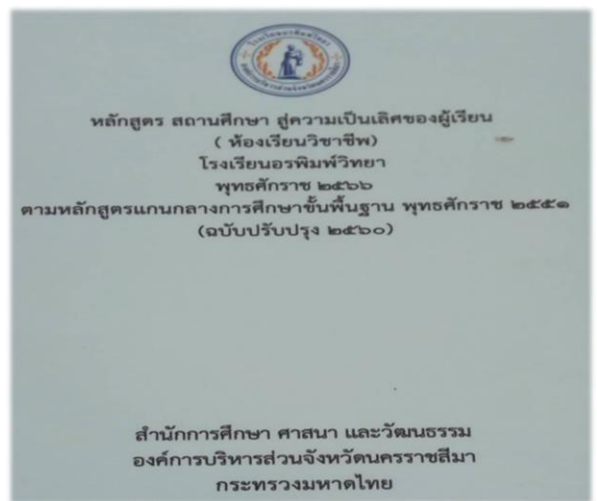 หลักสูตร สถานศึกษา สู่ความเป็นเลิศของผู้เรียน
( ห้องเรียนวิชาชีพ)
โรงเรียนอรพิมพ์วิทยา
พุทธศักราช ๒๕๖๖
ตามหลักสูตรแกนกลางการศึกษาขั้นพื้นฐาน พุทธศักราช ๒๕๕๑
(ฉบับปรับปรุง ๒๕๖๐)
สำนักการศึกษา ศาสนา และวัฒนธรรม
องค์การบริหารส่วนจังหวัดนครราชสีมา
กระทรวงมหาดไทย